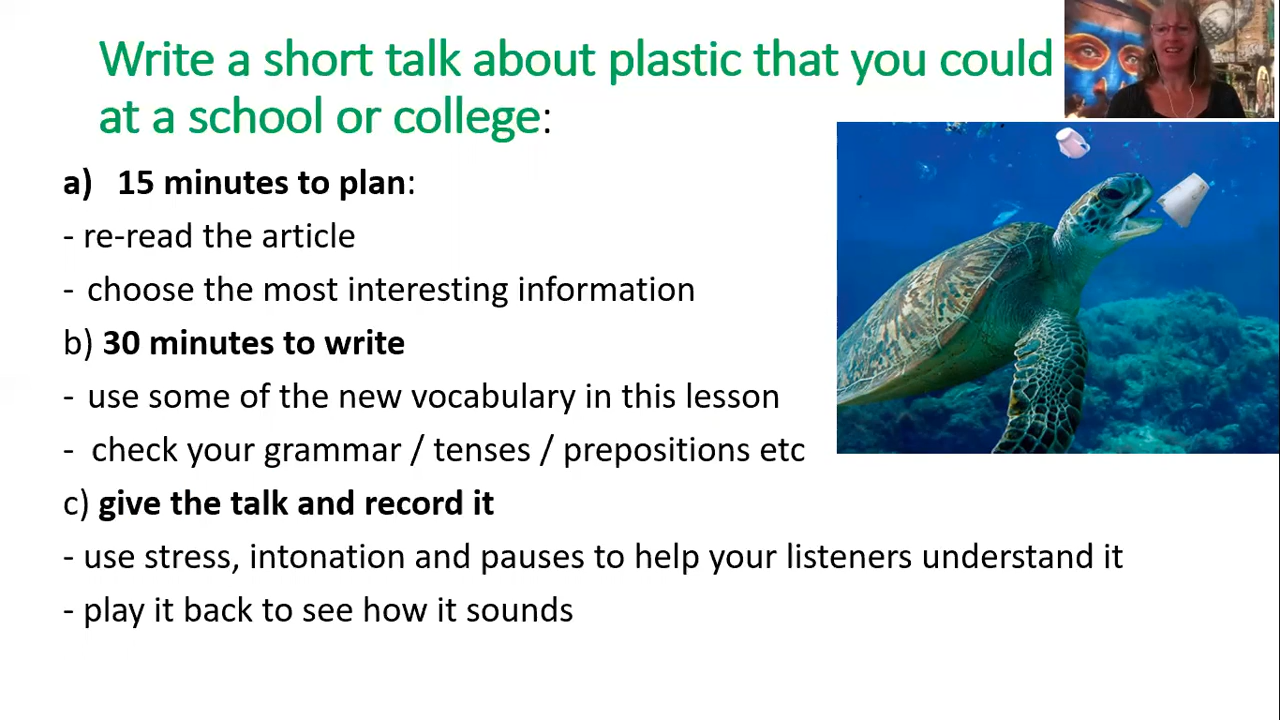 Write a short talk about plastic that you could
at a school or college:
a) 15 minutes to plan:
- re-read the article
- choose the most interesting information
b) 30 minutes to write
- use some of the new vocabulary in this lesson
- check your grammar / tenses / prepositions etc
c) give the talk and record it
- use stress, intonation and pauses to help your listeners understand it
- play it back to see how it sounds